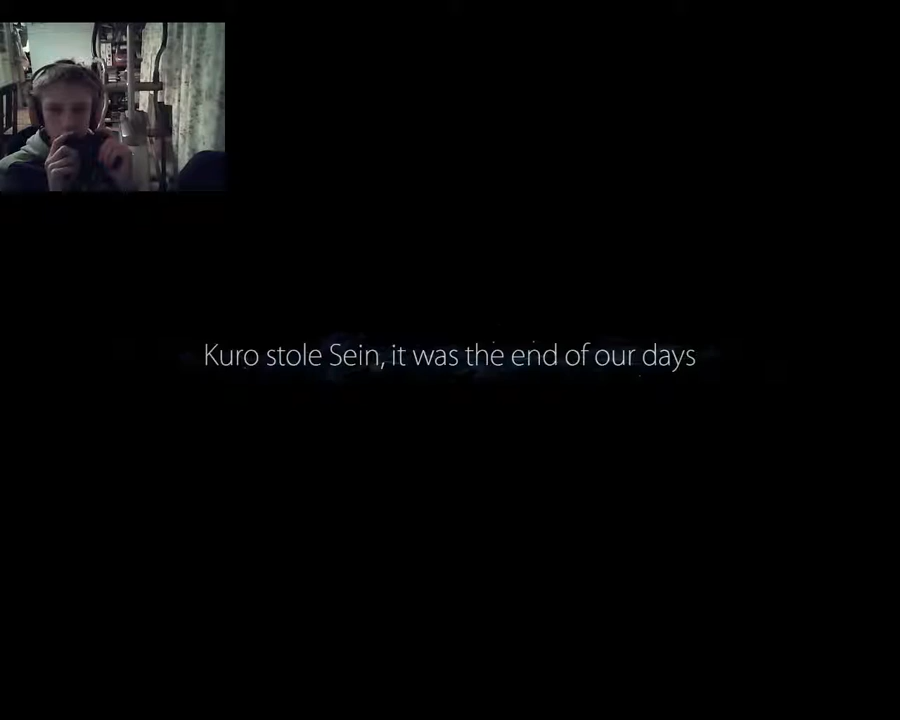 Kuro stole Sein, it was the end of our days